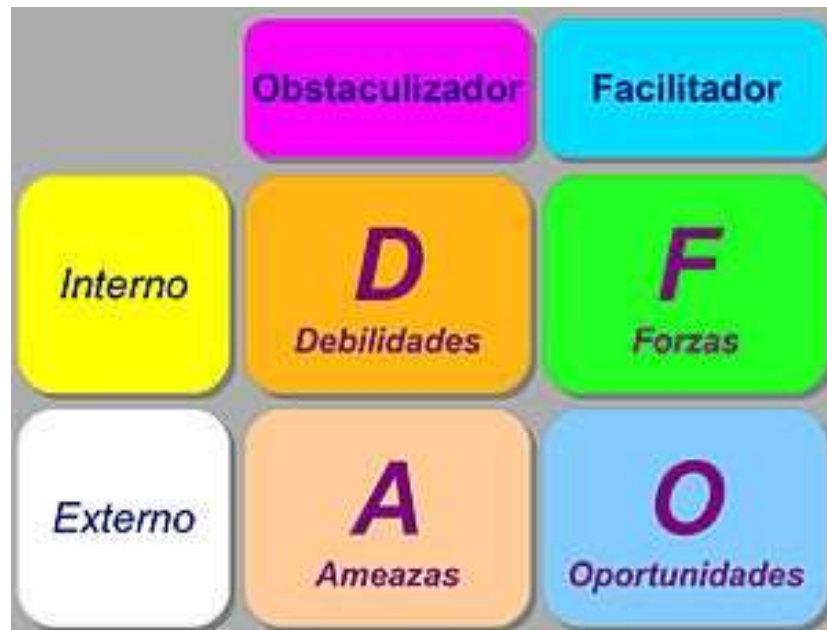 Obstaculizador
Facilitador
Interno
D
Debilidades
F
Forzas
Externo
A
Ameazas
O
Oportunidades